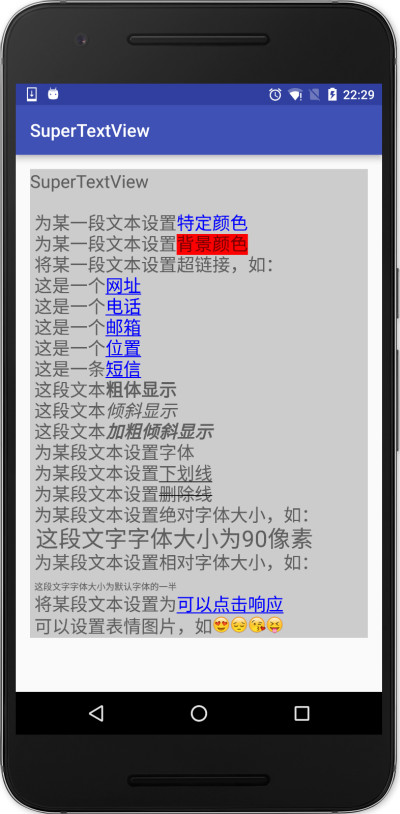 22:29
SuperTextView
SuperTextView
为某一段文本设置特定颜色
为某一段文本设置背景颜色
将某一段文本设置超链接，如：
这是一个网址
这是一个电话
这是一个邮箱
这是一个位置
这是一条短信
这段文本粗体显示
这段文本倾斜显示
这段文本加粗倾斜显示
为某段文本设置字体
为某段文本设置下划线
为某段文本设置删除线
为某段文本设置绝对字体大小，如：
这段文字字体大小为90像素
为某段文本设置相对字体大小，如：
这段文字字体大小为默认字体的一半
将某段文本设置为可以点击响应
可以设置表情图片，如😍😔😘😝